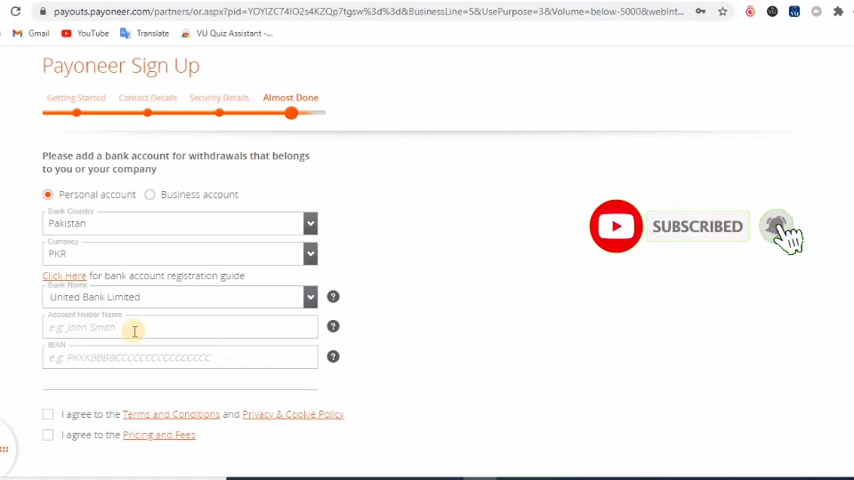 payouts.payoneer.com/partners/or.aspx?pid=YOYIZC74IO2s4KZQp7tgsw%3d%3d&BusinessLine=5&UsePurpose=3&Volume=below-5000&webInt...
Gmail YouTube Translate VU Quiz Assistant -...
Payoneer Sign Up
Getting Started Contact Details Security Details Almost Done
Please add a bank account for withdrawals that belongs
to you or your company
Personal account Business account
Bank Country
Pakistan
Currency
PKR
Click Here for bank account registration guide
Bank Name
United Bank Limited ?
Account Holder Name
e.g: John Smith ?
IBAN
e.g: PKKKBBBBCCCCCCCCCCCCCCCC ?
I agree to the Terms and Conditions and Privacy & Cookie Policy
I agree to the Pricing and Fees
SUBSCRIBED